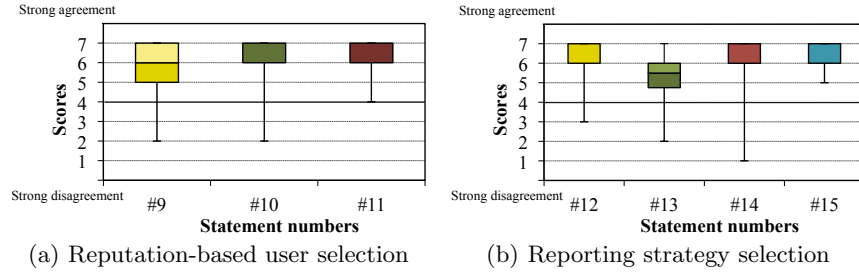 Strong agreement
7
6
5
4
3
2
1
Scores
Strong disagreement
#9 #10 #11
Statement numbers
(a) Reputation-based user selection
Strong agreement
7
6
5
4
3
2
1
Scores
Strong disagreement
#12 #13 #14 #15
Statement numbers
(b) Reporting strategy selection